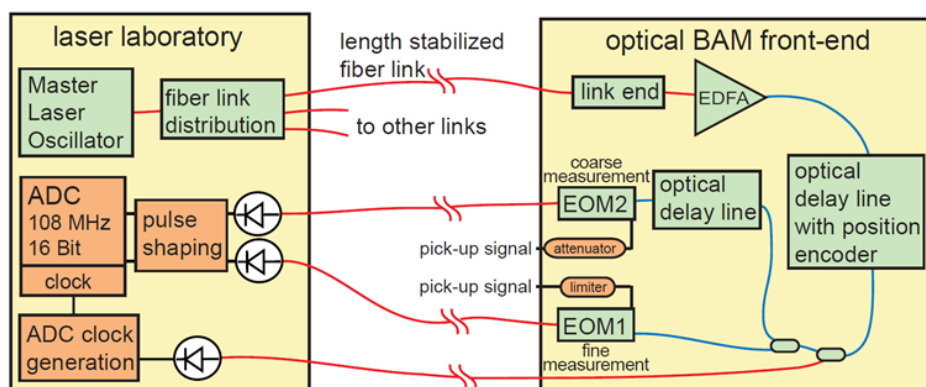 laser laboratory
Master
Laser
Oscillator
fiber link
distribution
length stabilized
fiber link
to other links
ADC
108 MHz
16 Bit
clock
pulse
shaping
ADC clock
generation
optical BAM front-end
link end
EDFA
coarse
measurement
EOM2
optical
delay line
optical
delay line
with position
encoder
pick-up signal
attenuator
pick-up signal
limiter
EOM1
fine
measurement